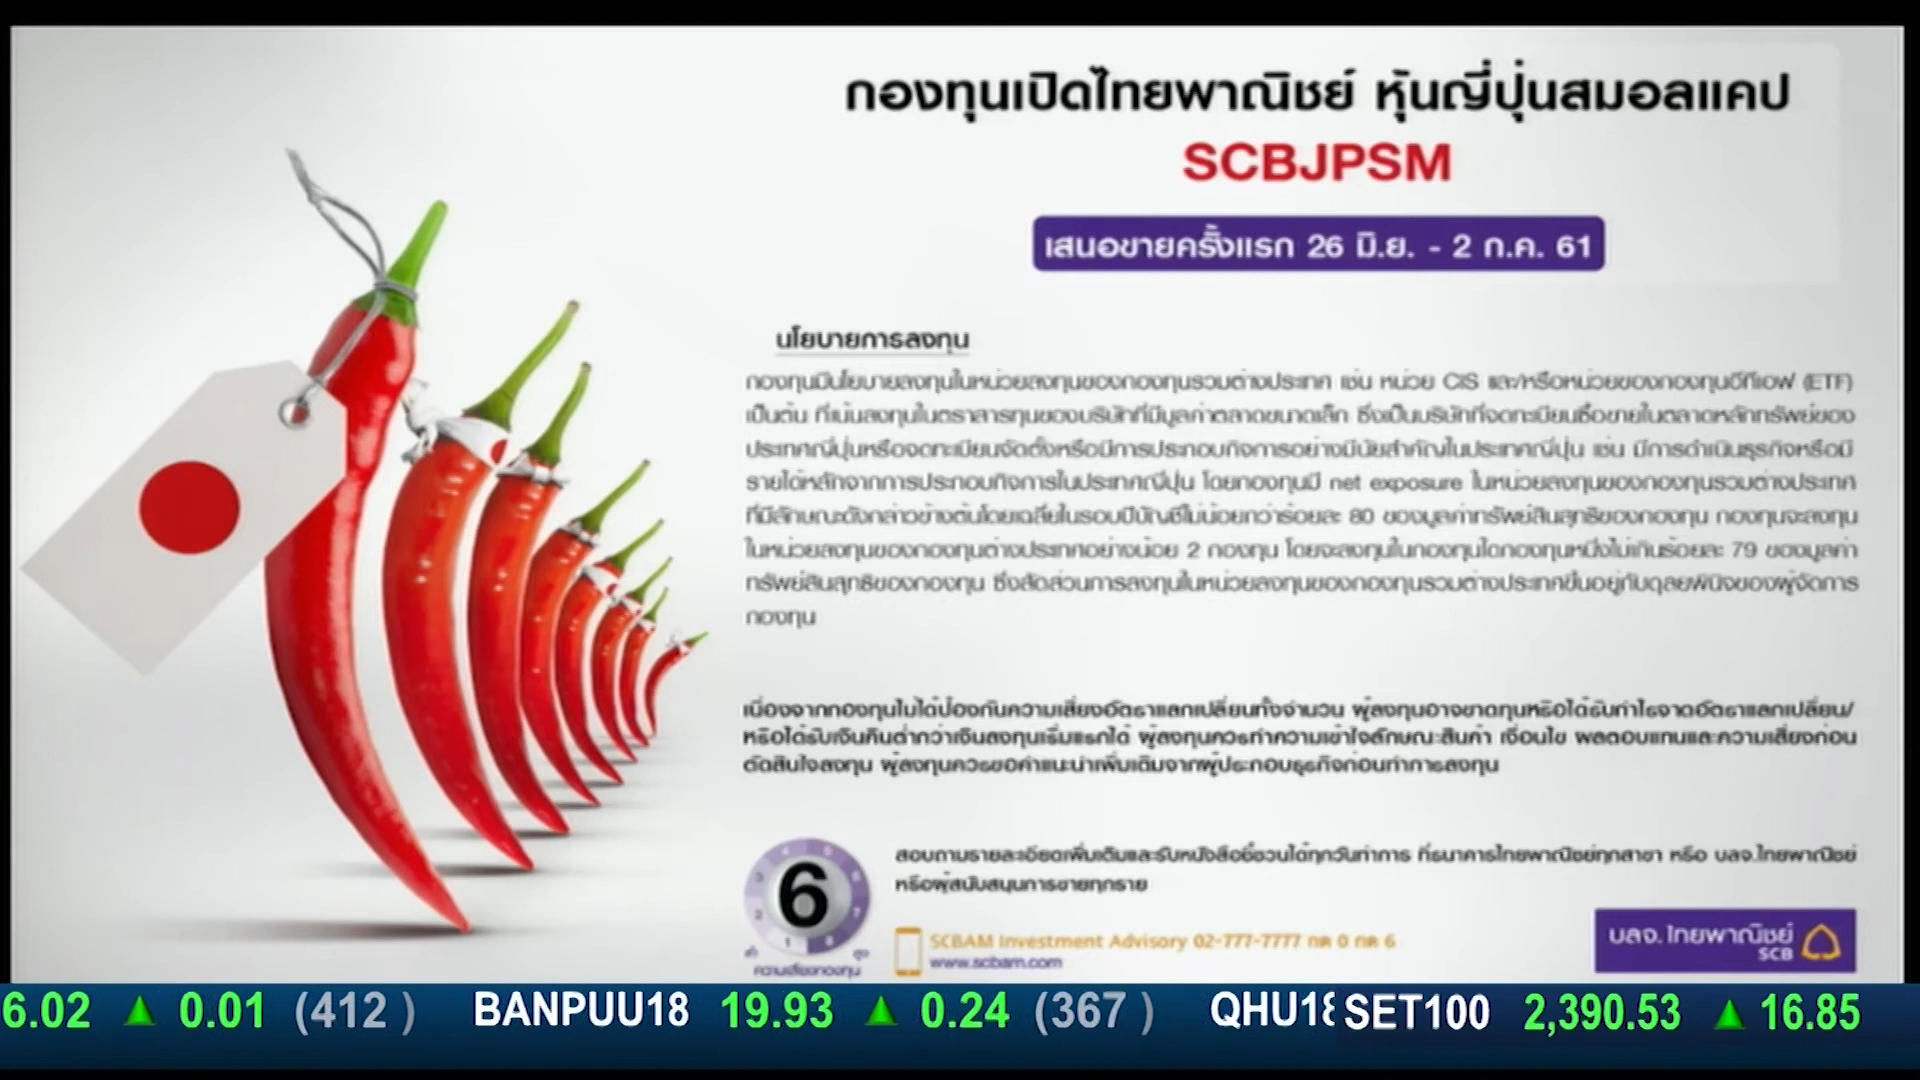 กองทุนเปิดไทยพาณิชย์ หุ้นญี่ปุ่นสมอลแคป
SCBJPSM
เสนอขายครั้งแรก 26 มิ.ย. - 2 ก.ค. 61
นโยบายการลงทุน
กองทุนมีนโยบายลงทุนในหน่วยลงทุนของกองทุนรวมต่างประเทศ เช่น หน่วย CIS และ/หรือหน่วยของกองทุนอีทีเอฟ (ETF)
เป็นต้น ที่เน้นลงทุนในตราสารทุนของบริษัทที่มีมูลค่าตลาดขนาดเล็ก ซึ่งเป็นบริษัทที่จดทะเบียนซื้อขายในตลาดหลักทรัพย์ของ
ประเทศญี่ปุ่นหรือจดทะเบียนจัดตั้งหรือมีการประกอบกิจการอย่างมีนัยสำคัญในประเทศญี่ปุ่น เช่น มีการดำเนินธุรกิจหรือมี
รายได้หลักจากการประกอบกิจการในประเทศญี่ปุ่น โดยกองทุนมี net exposure ในหน่วยลงทุนของกองทุนรวมต่างประเทศ
ที่มีลักษณะดังกล่าวข้างต้นโดยเฉลี่ยในรอบปีบัญชีไม่น้อยกว่าร้อยละ 80 ของมูลค่าทรัพย์สินสุทธิของกองทุน กองทุนจะลงทุน
ในหน่วยลงทุนของกองทุนต่างประเทศอย่างน้อย 2 กองทุน โดยจะลงทุนในกองทุนใดกองทุนหนึ่งไม่เกินร้อยละ 79 ของมูลค่า
ทรัพย์สินสุทธิของกองทุน ซึ่งสัดส่วนการลงทุนในหน่วยลงทุนของกองทุนรวมต่างประเทศขึ้นอยู่กับดุลยพินิจของผู้จัดการ
กองทุน
เนื่องจากกองทุนไม่ได้ป้องกันความเสี่ยงอัตราแลกเปลี่ยนทั้งจำนวน ผู้ลงทุนอาจขาดทุนหรือได้รับกำไรจากอัตราแลกเปลี่ยน/
หรือได้รับเงินคืนต่ำกว่าเงินลงทุนเริ่มแรกได้ ผู้ลงทุนควรทำความเข้าใจลักษณะสินค้า เงื่อนไข ผลตอบแทนและความเสี่ยงก่อน
ตัดสินใจลงทุน ผู้ลงทุนควรขอคำแนะนำเพิ่มเติมจากผู้ประกอบธุรกิจก่อนทำการลงทุน
6
ต่ำ สูง
ความเสี่ยงกองทุน
สอบถามรายละเอียดเพิ่มเติมและรับหนังสือชี้ชวนได้ทุกวันทำการ ที่ธนาคารไทยพาณิชย์ทุกสาขา หรือ บลจ.ไทยพาณิชย์
หรือผู้สนับสนุนการขายทุกราย
SCBAM Investment Advisory 02-777-7777 กด 0 กด 6
www.scbam.com
บลจ.ไทยพาณิชย์
SCB
6.02 ▲ 0.01 (412 ) BANPUU18 19.93 ▲ 0.24 (367 ) QHU18 SET100 2,390.53 ▲ 16.85